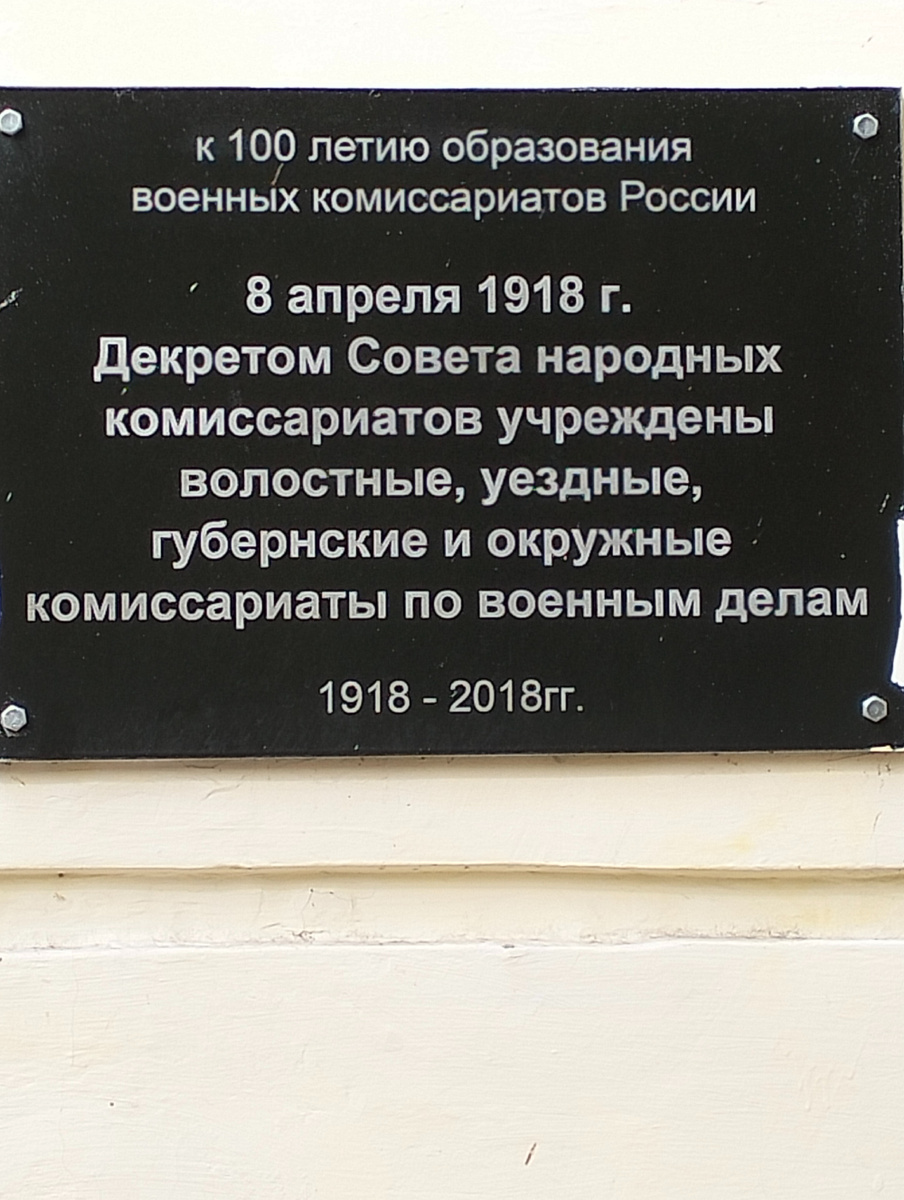 к 100 летию образования
военных комиссариатов России
8 апреля 1918 г.
Декретом Совета народных
комиссариатов учреждены
волостные, уездные,
губернские и окружные
комиссариаты по военным делам
1918 - 2018гг.